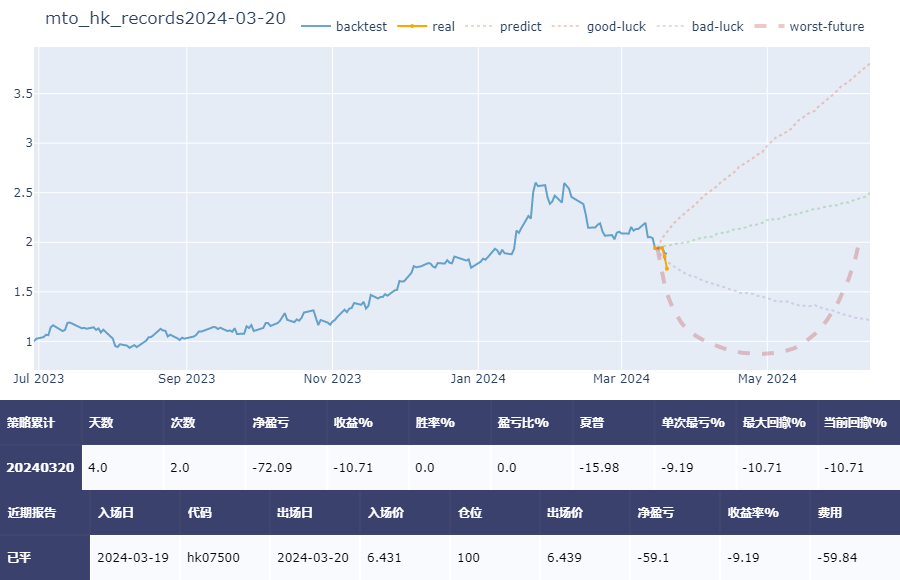 mto_hk_records2024-03-20
backtest real predict good-luck bad-luck worst-future
3.5
3
2.5
2
1.5
1
Jul 2023 Sep 2023 Nov 2023 Jan 2024 Mar 2024 May 2024
策略累计 天数 次数 净盈亏 收益% 胜率% 盈亏比% 夏普 单次最亏% 最大回撤% 当前回撤%
20240320 4.0 2.0 -72.09 -10.71 0.0 0.0 -15.98 -9.19 -10.71 -10.71
近期报告 入场日 代码 出场日 入场价 仓位 出场价 净盈亏 收益率% 费用
已平 2024-03-19 hk07500 2024-03-20 6.431 100 6.439 -59.1 -9.19 -59.84